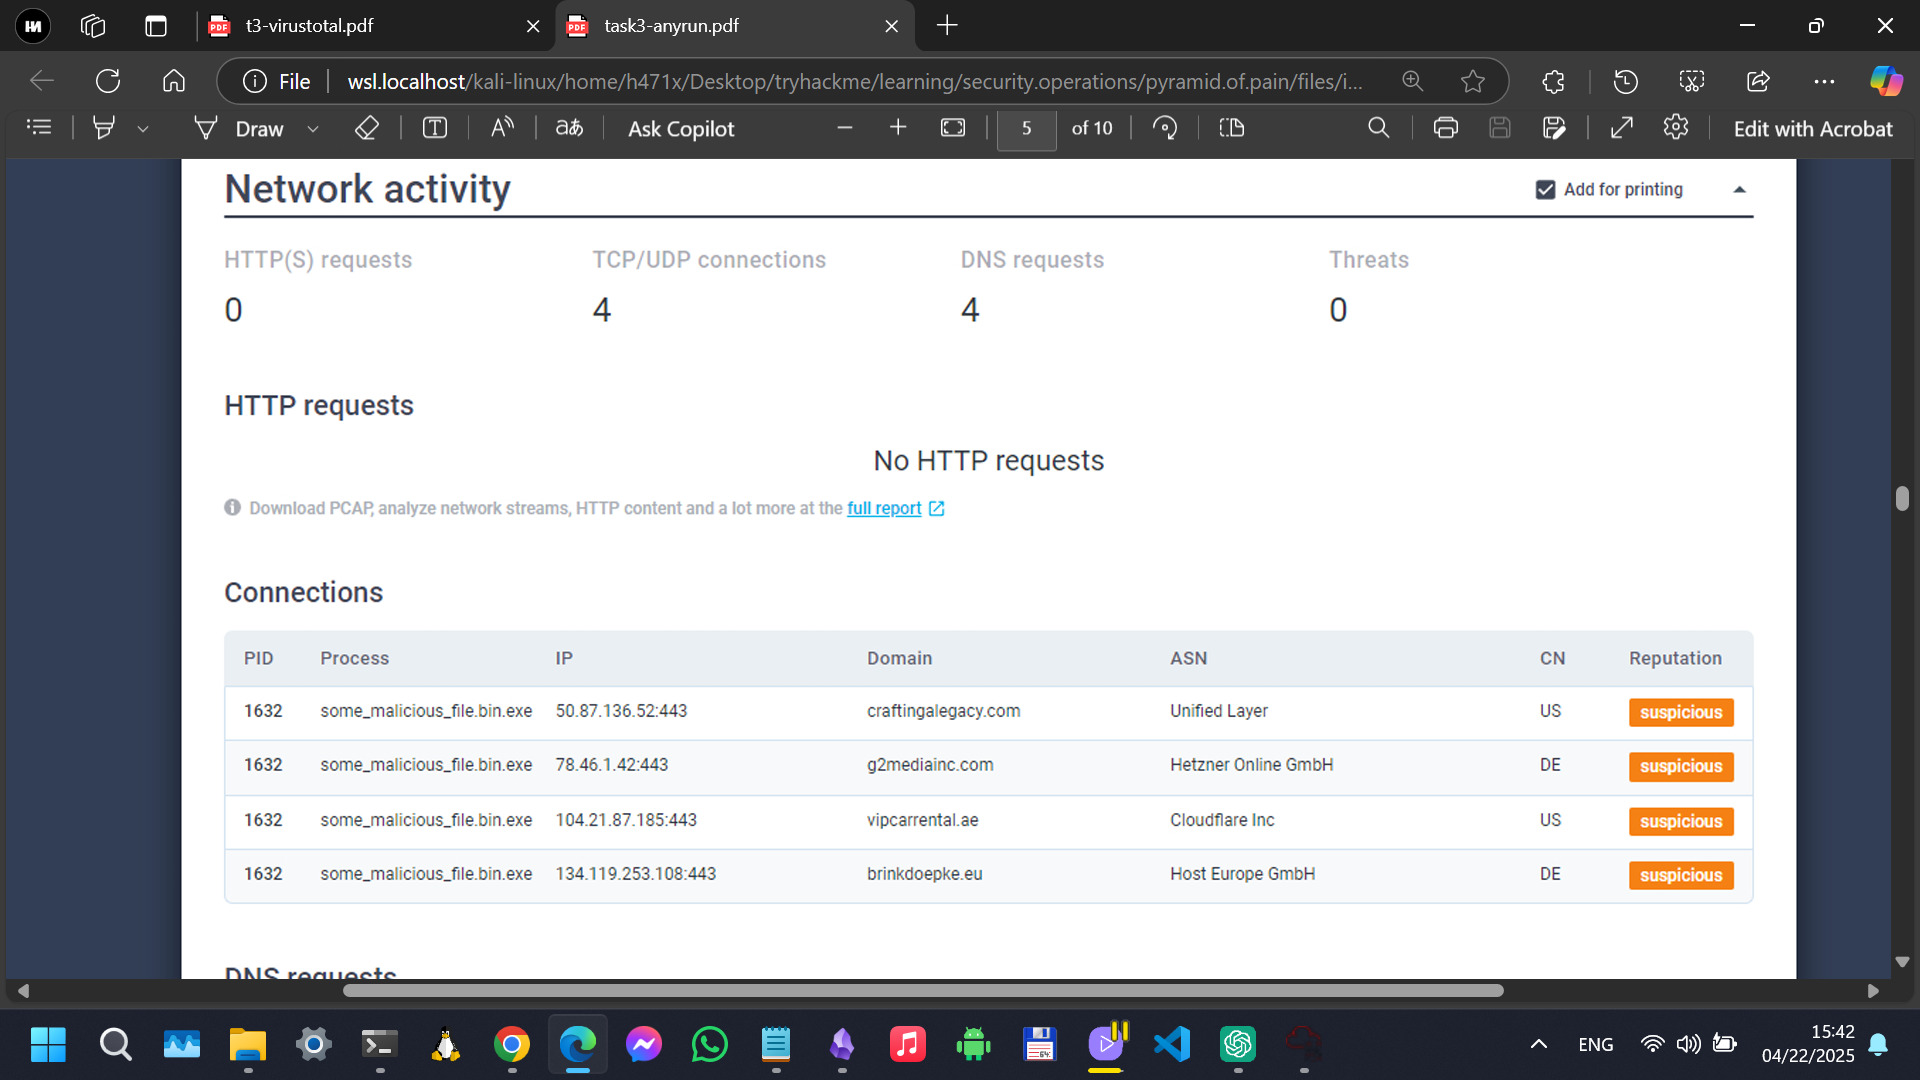 t3-virustotal.pdf
task3-anyrun.pdf
File
wsl.localhost/kali-linux/home/h471x/Desktop/tryhackme/learning/security.operations/pyramid.of.pain/files/i...
Draw
Ask Copilot
5 of 10
Edit with Acrobat
Network activity
Add for printing
HTTP(S) requests TCP/UDP connections DNS requests Threats
0 4 4 0
HTTP requests
No HTTP requests
Download PCAP, analyze network streams, HTTP content and a lot more at the full report
Connections
PID Process IP Domain ASN CN Reputation
1632 some_malicious_file.bin.exe 50.87.136.52:443 craftingalegacy.com Unified Layer US suspicious
1632 some_malicious_file.bin.exe 78.46.1.42:443 g2mediainc.com Hetzner Online GmbH DE suspicious
1632 some_malicious_file.bin.exe 104.21.87.185:443 vipcarrental.ae Cloudflare Inc US suspicious
1632 some_malicious_file.bin.exe 134.119.253.108:443 brinkdoepke.eu Host Europe GmbH DE suspicious
DNS requests
ENG
15:42
04/22/2025